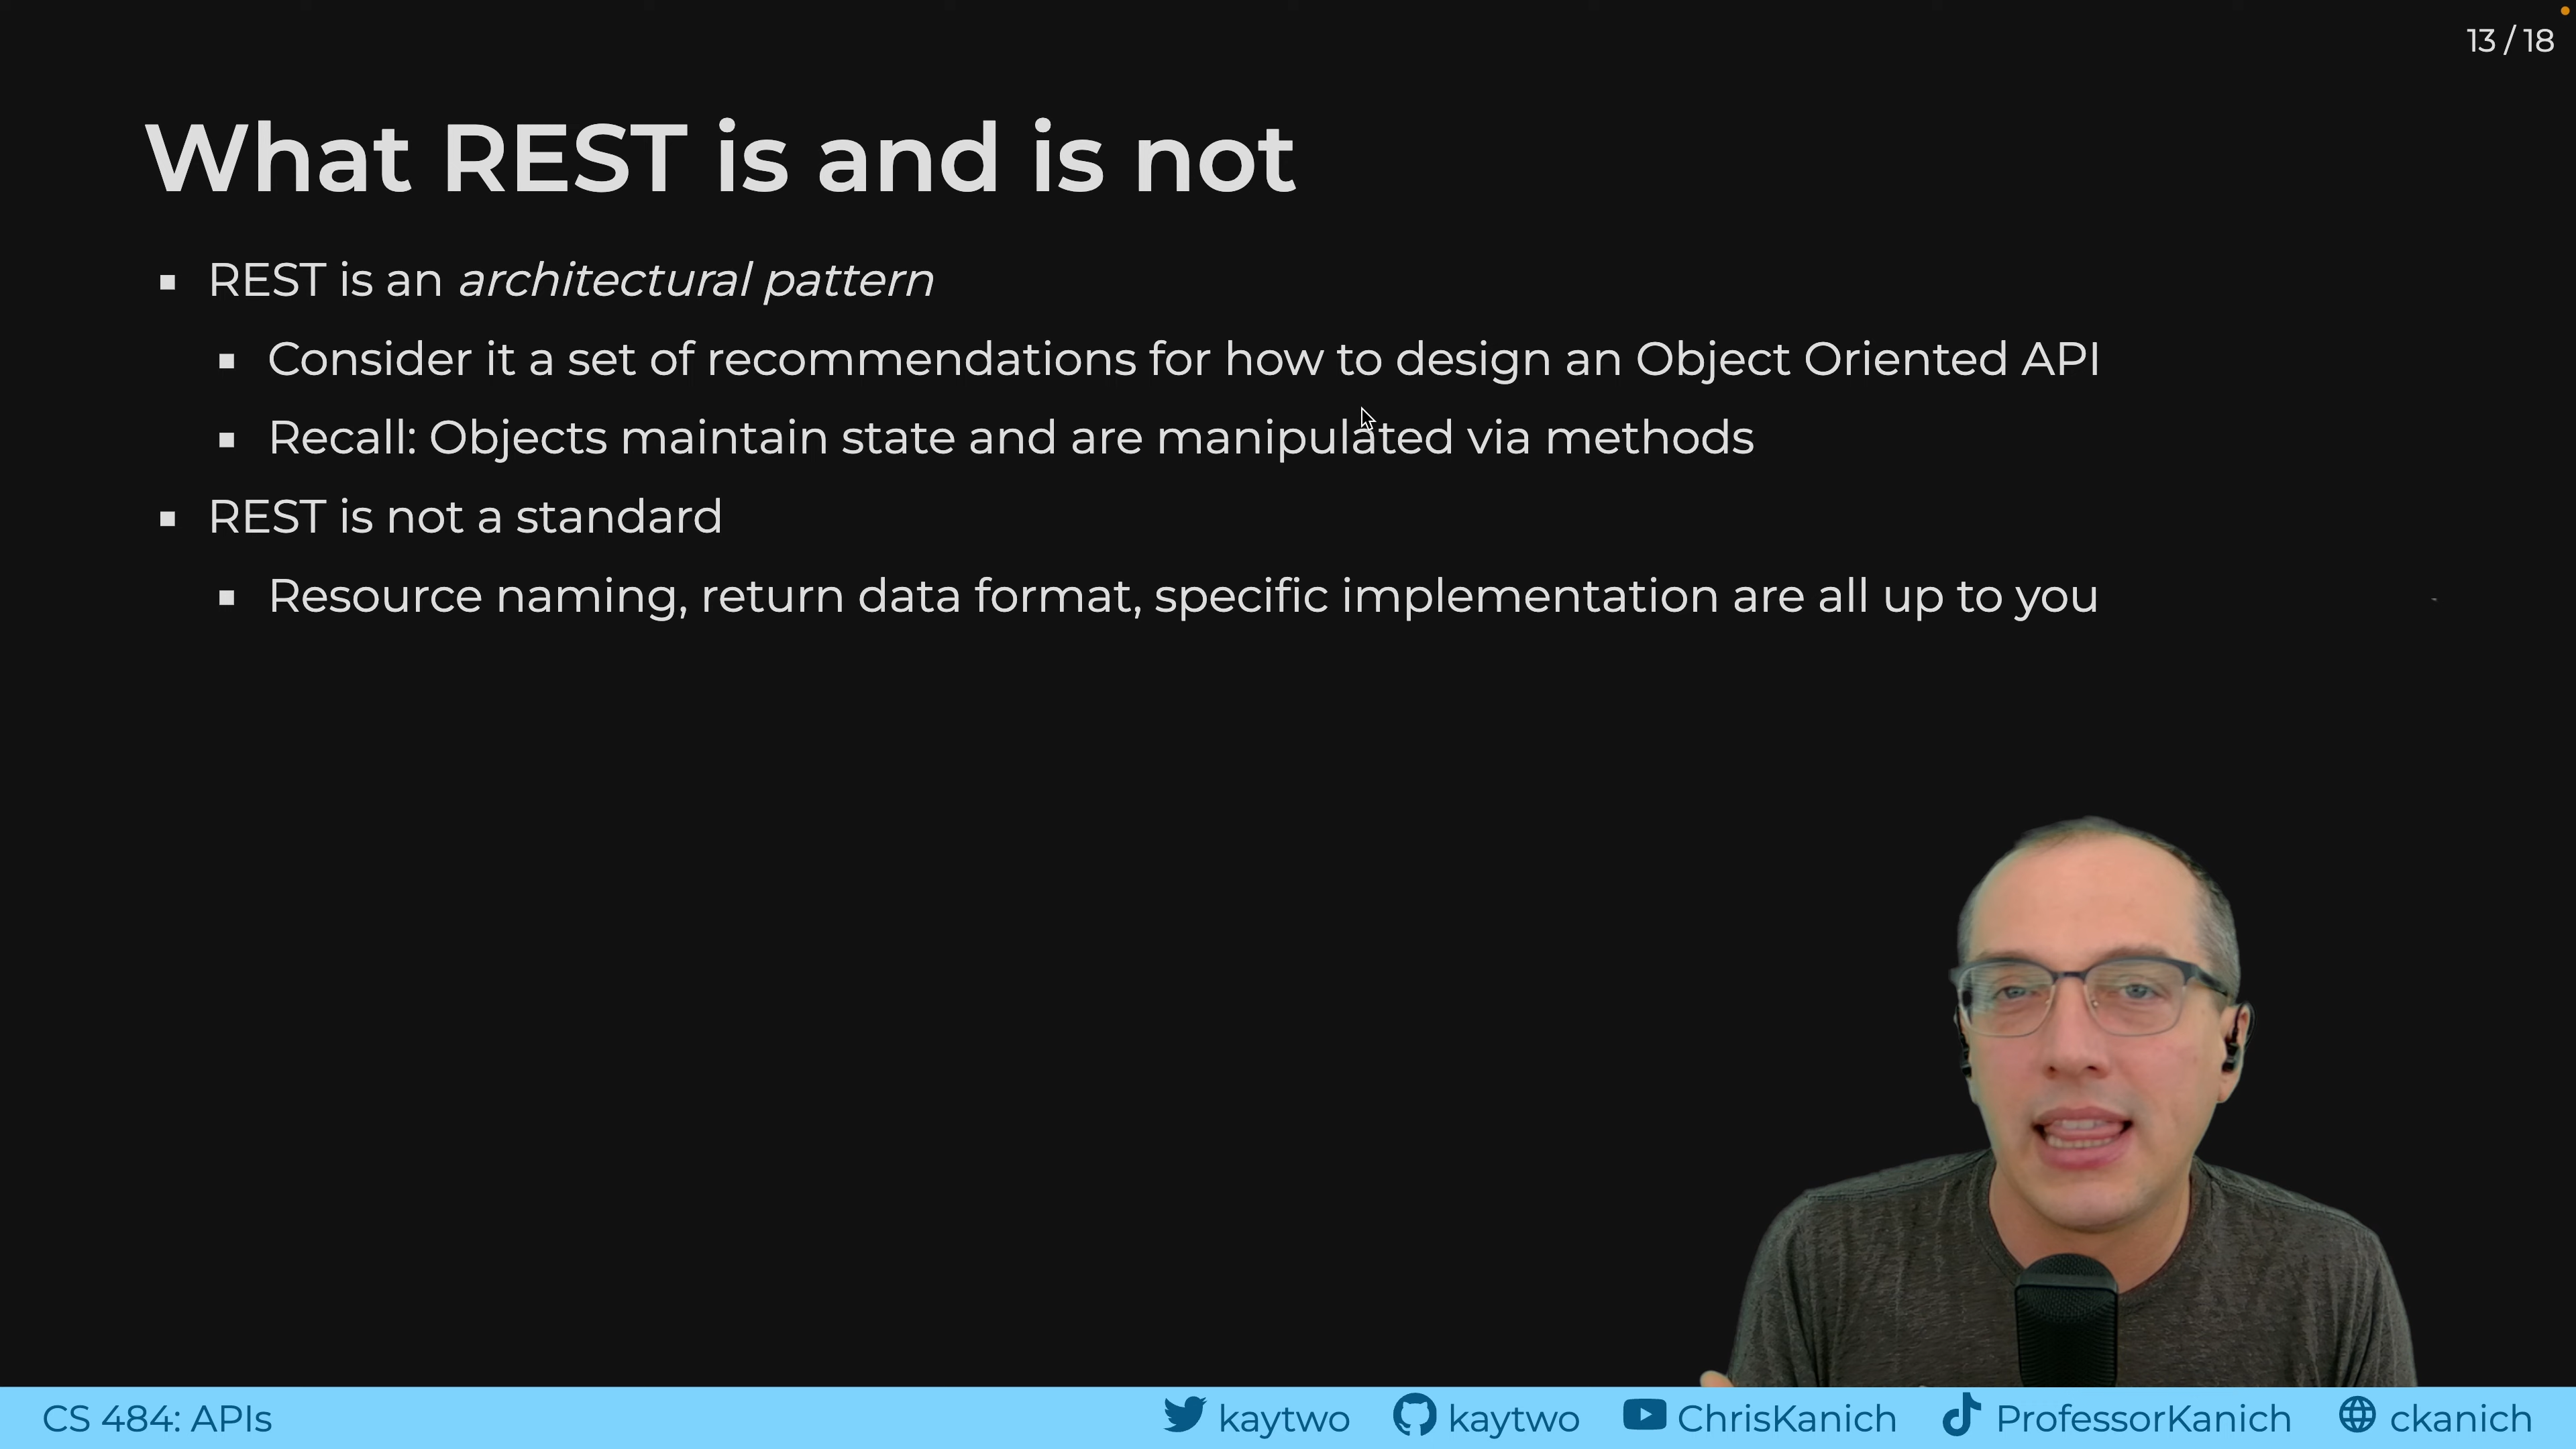 13 / 18
What REST is and is not
REST is an architectural pattern
Consider it a set of recommendations for how to design an Object Oriented API
Recall: Objects maintain state and are manipulated via methods
REST is not a standard
Resource naming, return data format, specific implementation are all up to you
CS 484: APIs kaytwo kaytwo ChrisKanich ProfessorKanich ckanich